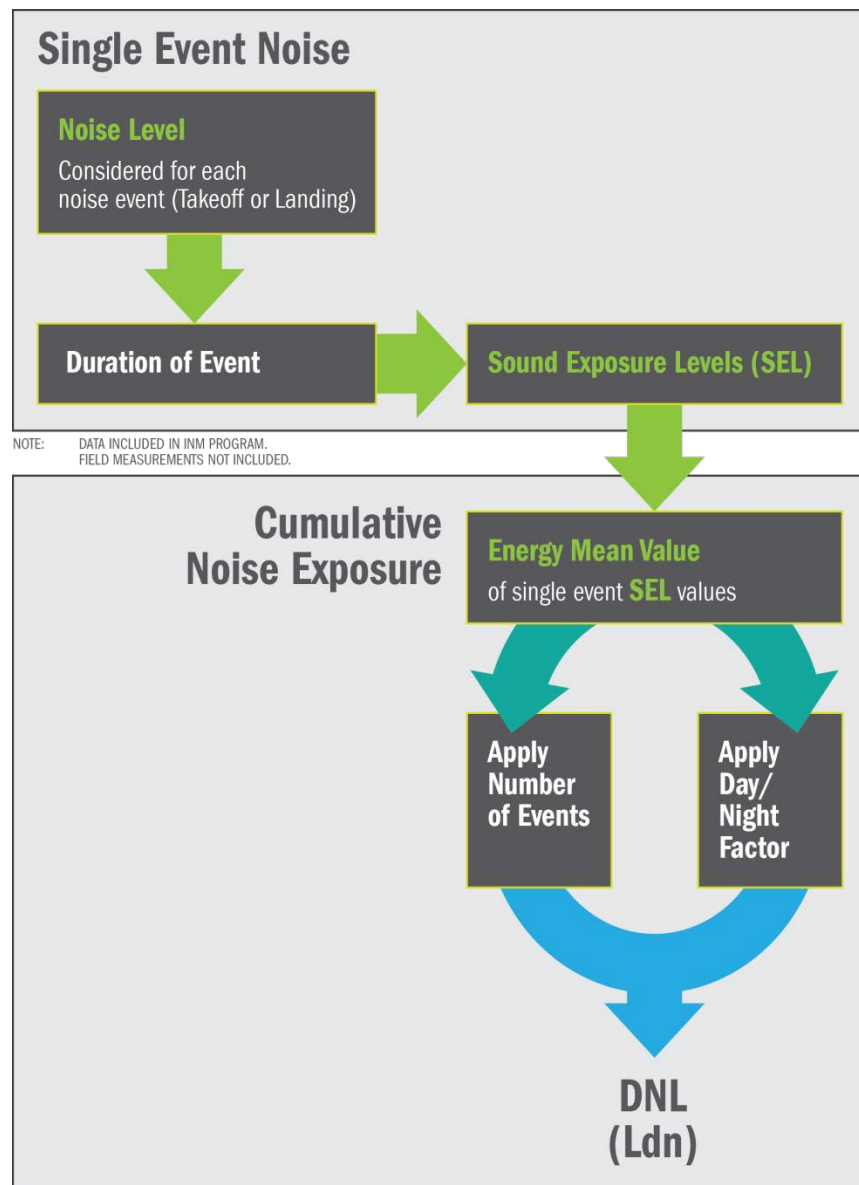 Single Event Noise
Noise Level
Considered for each
noise event (Takeoff or Landing)
Duration of Event
Sound Exposure Levels (SEL)
NOTE: DATA INCLUDED IN INM PROGRAM.
FIELD MEASUREMENTS NOT INCLUDED.
Cumulative
Noise Exposure
Energy Mean Value
of single event SEL values
Apply
Number
of Events
Apply
Day/
Night
Factor
DNL
(Ldn)